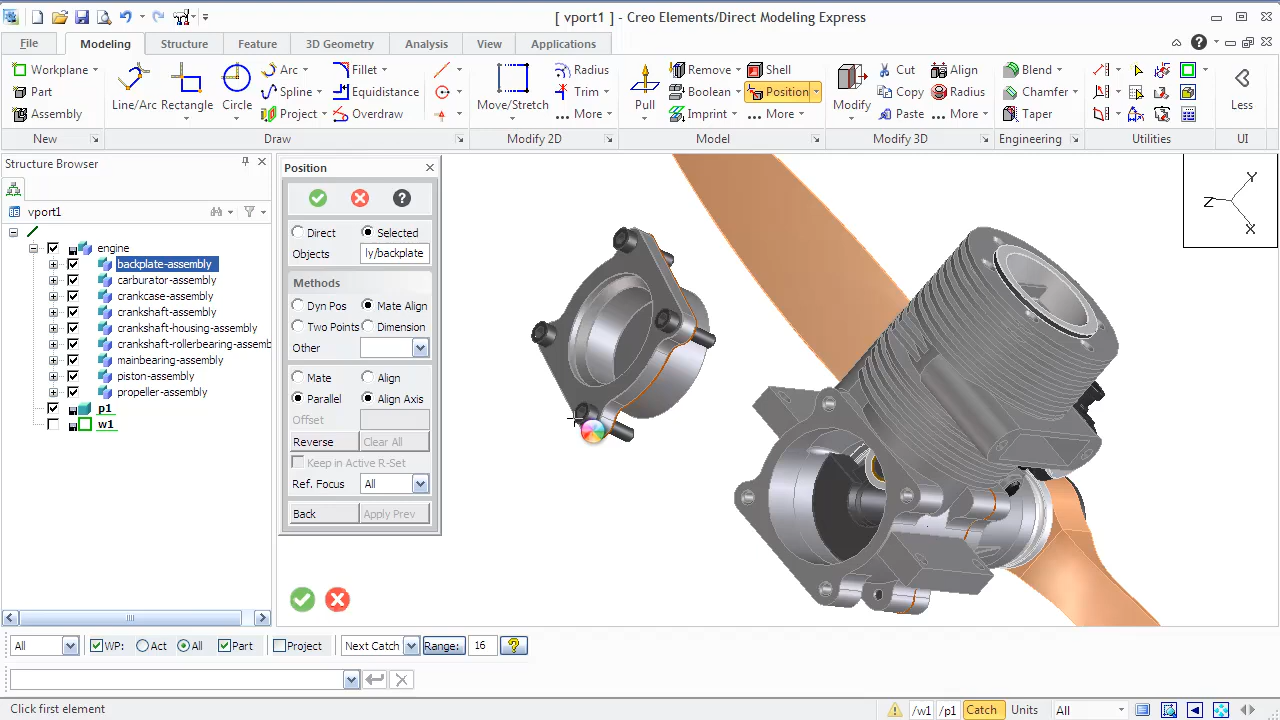 [ vport1 ] - Creo Elements/Direct Modeling Express
File
Modeling
Structure
Feature
3D Geometry
Analysis
View
Applications
Workplane
Part
Assembly
New
Line/Arc
Rectangle
Circle
Arc
Spline
Project
Fillet
Equidistance
Overdraw
Draw
Move/Stretch
Radius
Trim
More
Modify 2D
Pull
Remove
Boolean
Imprint
Shell
Position
More
Model
Modify
Cut
Copy
Paste
Align
Radius
More
Modify 3D
Blend
Chamfer
Taper
Engineering
Utilities
Less
UI
Structure Browser
vport1
engine
backplate-assembly
carburator-assembly
crankcase-assembly
crankshaft-assembly
crankshaft-housing-assembly
crankshaft-rollerbearing-assemb
mainbearing-assembly
piston-assembly
propeller-assembly
p1
w1
Position
Direct
Selected
Objects
ly/backplate
Methods
Dyn Pos
Mate Align
Two Points
Dimension
Other
Mate
Align
Parallel
Align Axis
Offset
Reverse
Clear All
Keep in Active R-Set
Ref. Focus
All
Back
Apply Prev
Y
Z
X
All
WP:
Act
All
Part
Project
Next Catch
Range:
16
Click first element
/w1
/p1
Catch
Units
All